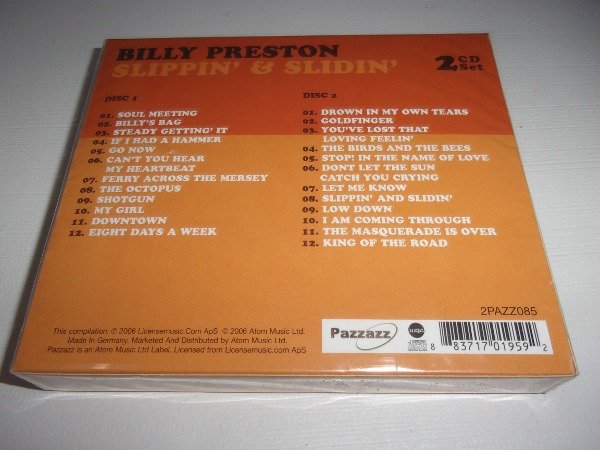 BILLY PRESTON
SLIPPIN' & SLIDIN'
2 CD Set
DISC 1
01. SOUL MEETING
02. BILLY'S BAG
03. STEADY GETTING' IT
04. IF I HAD A HAMMER
05. GO NOW
06. CAN'T YOU HEAR
MY HEARTBEAT
07. FERRY ACROSS THE MERSEY
08. THE OCTOPUS
09. SHOTGUN
10. MY GIRL
11. DOWNTOWN
12. EIGHT DAYS A WEEK
DISC 2
01. DROWN IN MY OWN TEARS
02. GOLDFINGER
03. YOU'VE LOST THAT
LOVING FEELIN'
04. THE BIRDS AND THE BEES
05. STOP! IN THE NAME OF LOVE
06. DON'T LET THE SUN
CATCH YOU CRYING
07. LET ME KNOW
08. SLIPPIN' AND SLIDIN'
09. LOW DOWN
10. I AM COMING THROUGH
11. THE MASQUERADE IS OVER
12. KING OF THE ROAD
2PAZZ085
This compilation: ℗ 2006 Licensemusic.Com ApS © 2006 Atom Music Ltd.
Made In Germany. Marketed And Distributed by Atom Music Ltd.
Pazzazz is an Atom Music Ltd Label. Licensed from Licensemusic.com ApS
Pazzazz
8 83717 01959 2